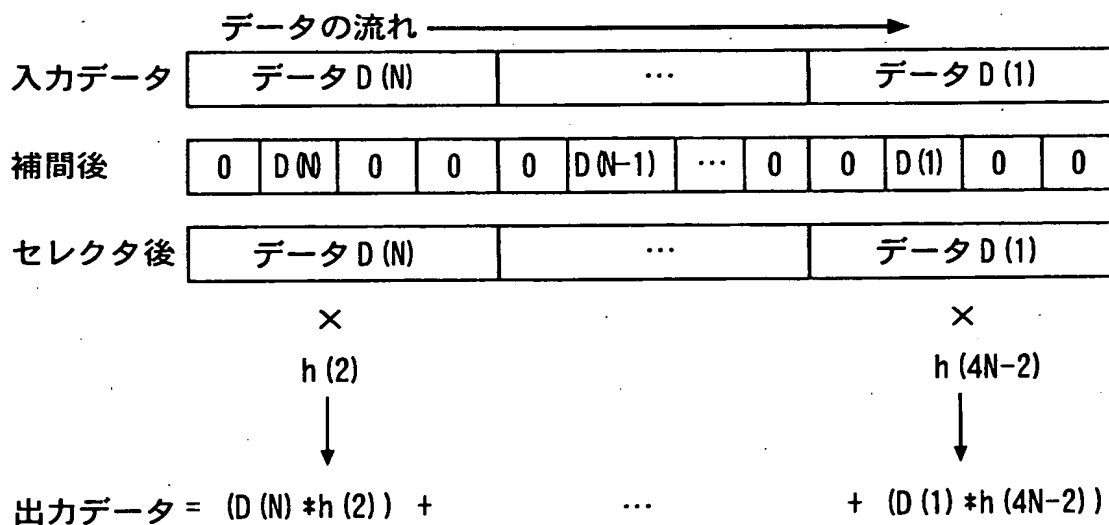 データの流れ
入力データ データD(N) … データD(1)
補間後 0 D(N) 0 0 0 D(N-1) … 0 0 D(1) 0 0
セレクタ後 データD(N) … データD(1)
× ×
h(2) h(4N-2)
出力データ = (D(N)*h(2)) + … + (D(1)*h(4N-2))